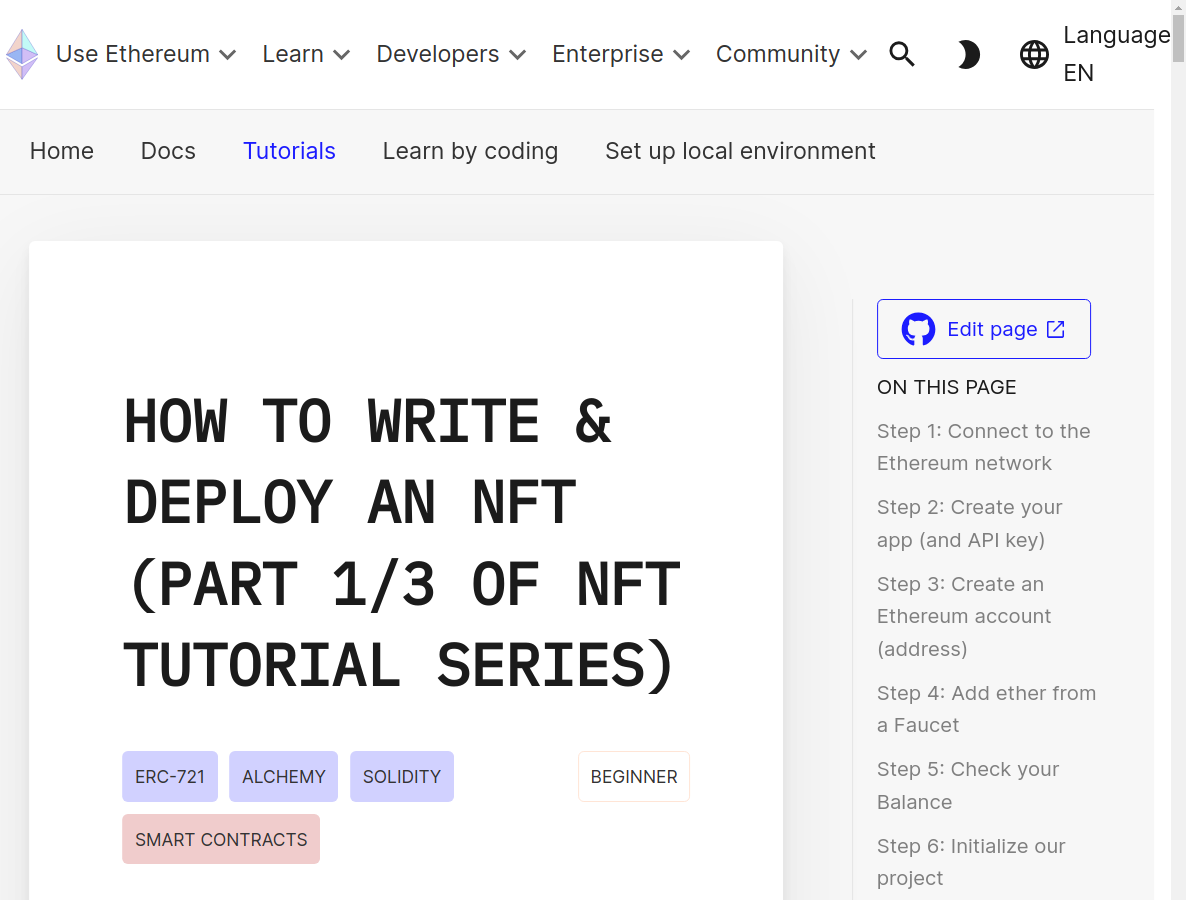 Use Ethereum Learn Developers Enterprise Community Language
EN
Home Docs Tutorials Learn by coding Set up local environment
HOW TO WRITE &
DEPLOY AN NFT
(PART 1/3 OF NFT
TUTORIAL SERIES)
ERC-721 ALCHEMY SOLIDITY BEGINNER
SMART CONTRACTS
Edit page
ON THIS PAGE
Step 1: Connect to the
Ethereum network
Step 2: Create your
app (and API key)
Step 3: Create an
Ethereum account
(address)
Step 4: Add ether from
a Faucet
Step 5: Check your
Balance
Step 6: Initialize our
project